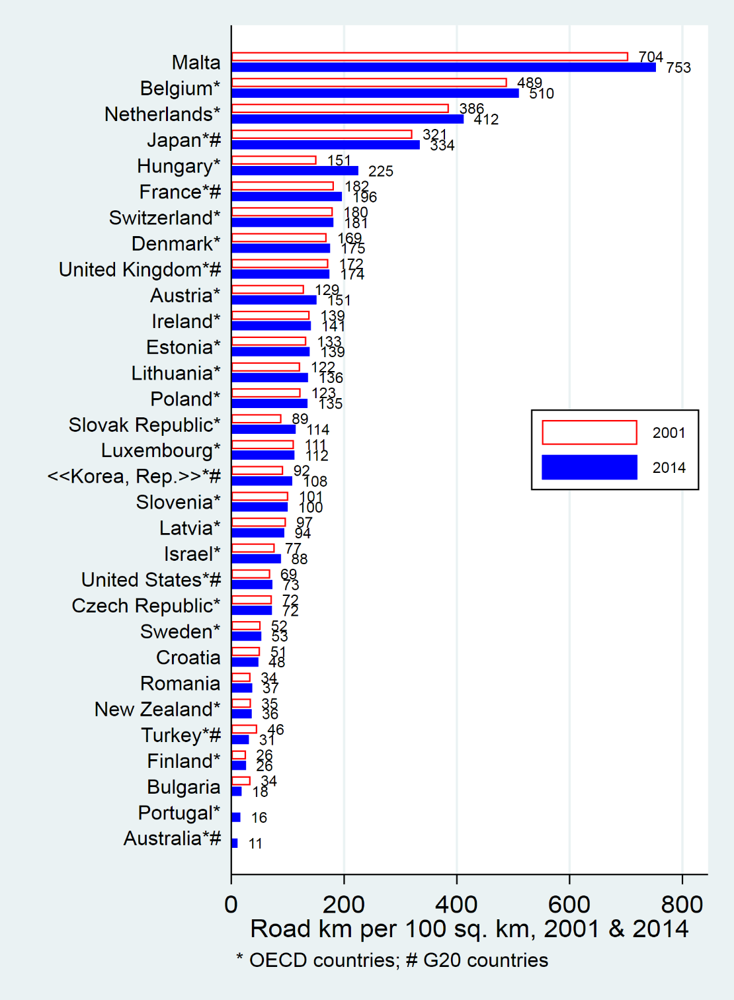 Malta 704
753
Belgium* 489
510
Netherlands* 386
412
Japan*# 321
334
Hungary* 151
225
France*# 182
196
Switzerland* 180
181
Denmark* 169
175
United Kingdom*# 172
174
Austria* 129
151
Ireland* 139
141
Estonia* 133
139
Lithuania* 122
136
Poland* 123
135
Slovak Republic* 89
114
Luxembourg* 111
112
<<Korea, Rep.>>*# 92
108
Slovenia* 101
100
Latvia* 97
94
Israel* 77
88
United States*# 69
73
Czech Republic* 72
72
Sweden* 52
53
Croatia 51
48
Romania 34
37
New Zealand* 35
36
Turkey*# 46
31
Finland* 26
26
Bulgaria 34
18
Portugal* 16
Australia*# 11
2001
2014
0 200 400 600 800
Road km per 100 sq. km, 2001 & 2014
* OECD countries; # G20 countries